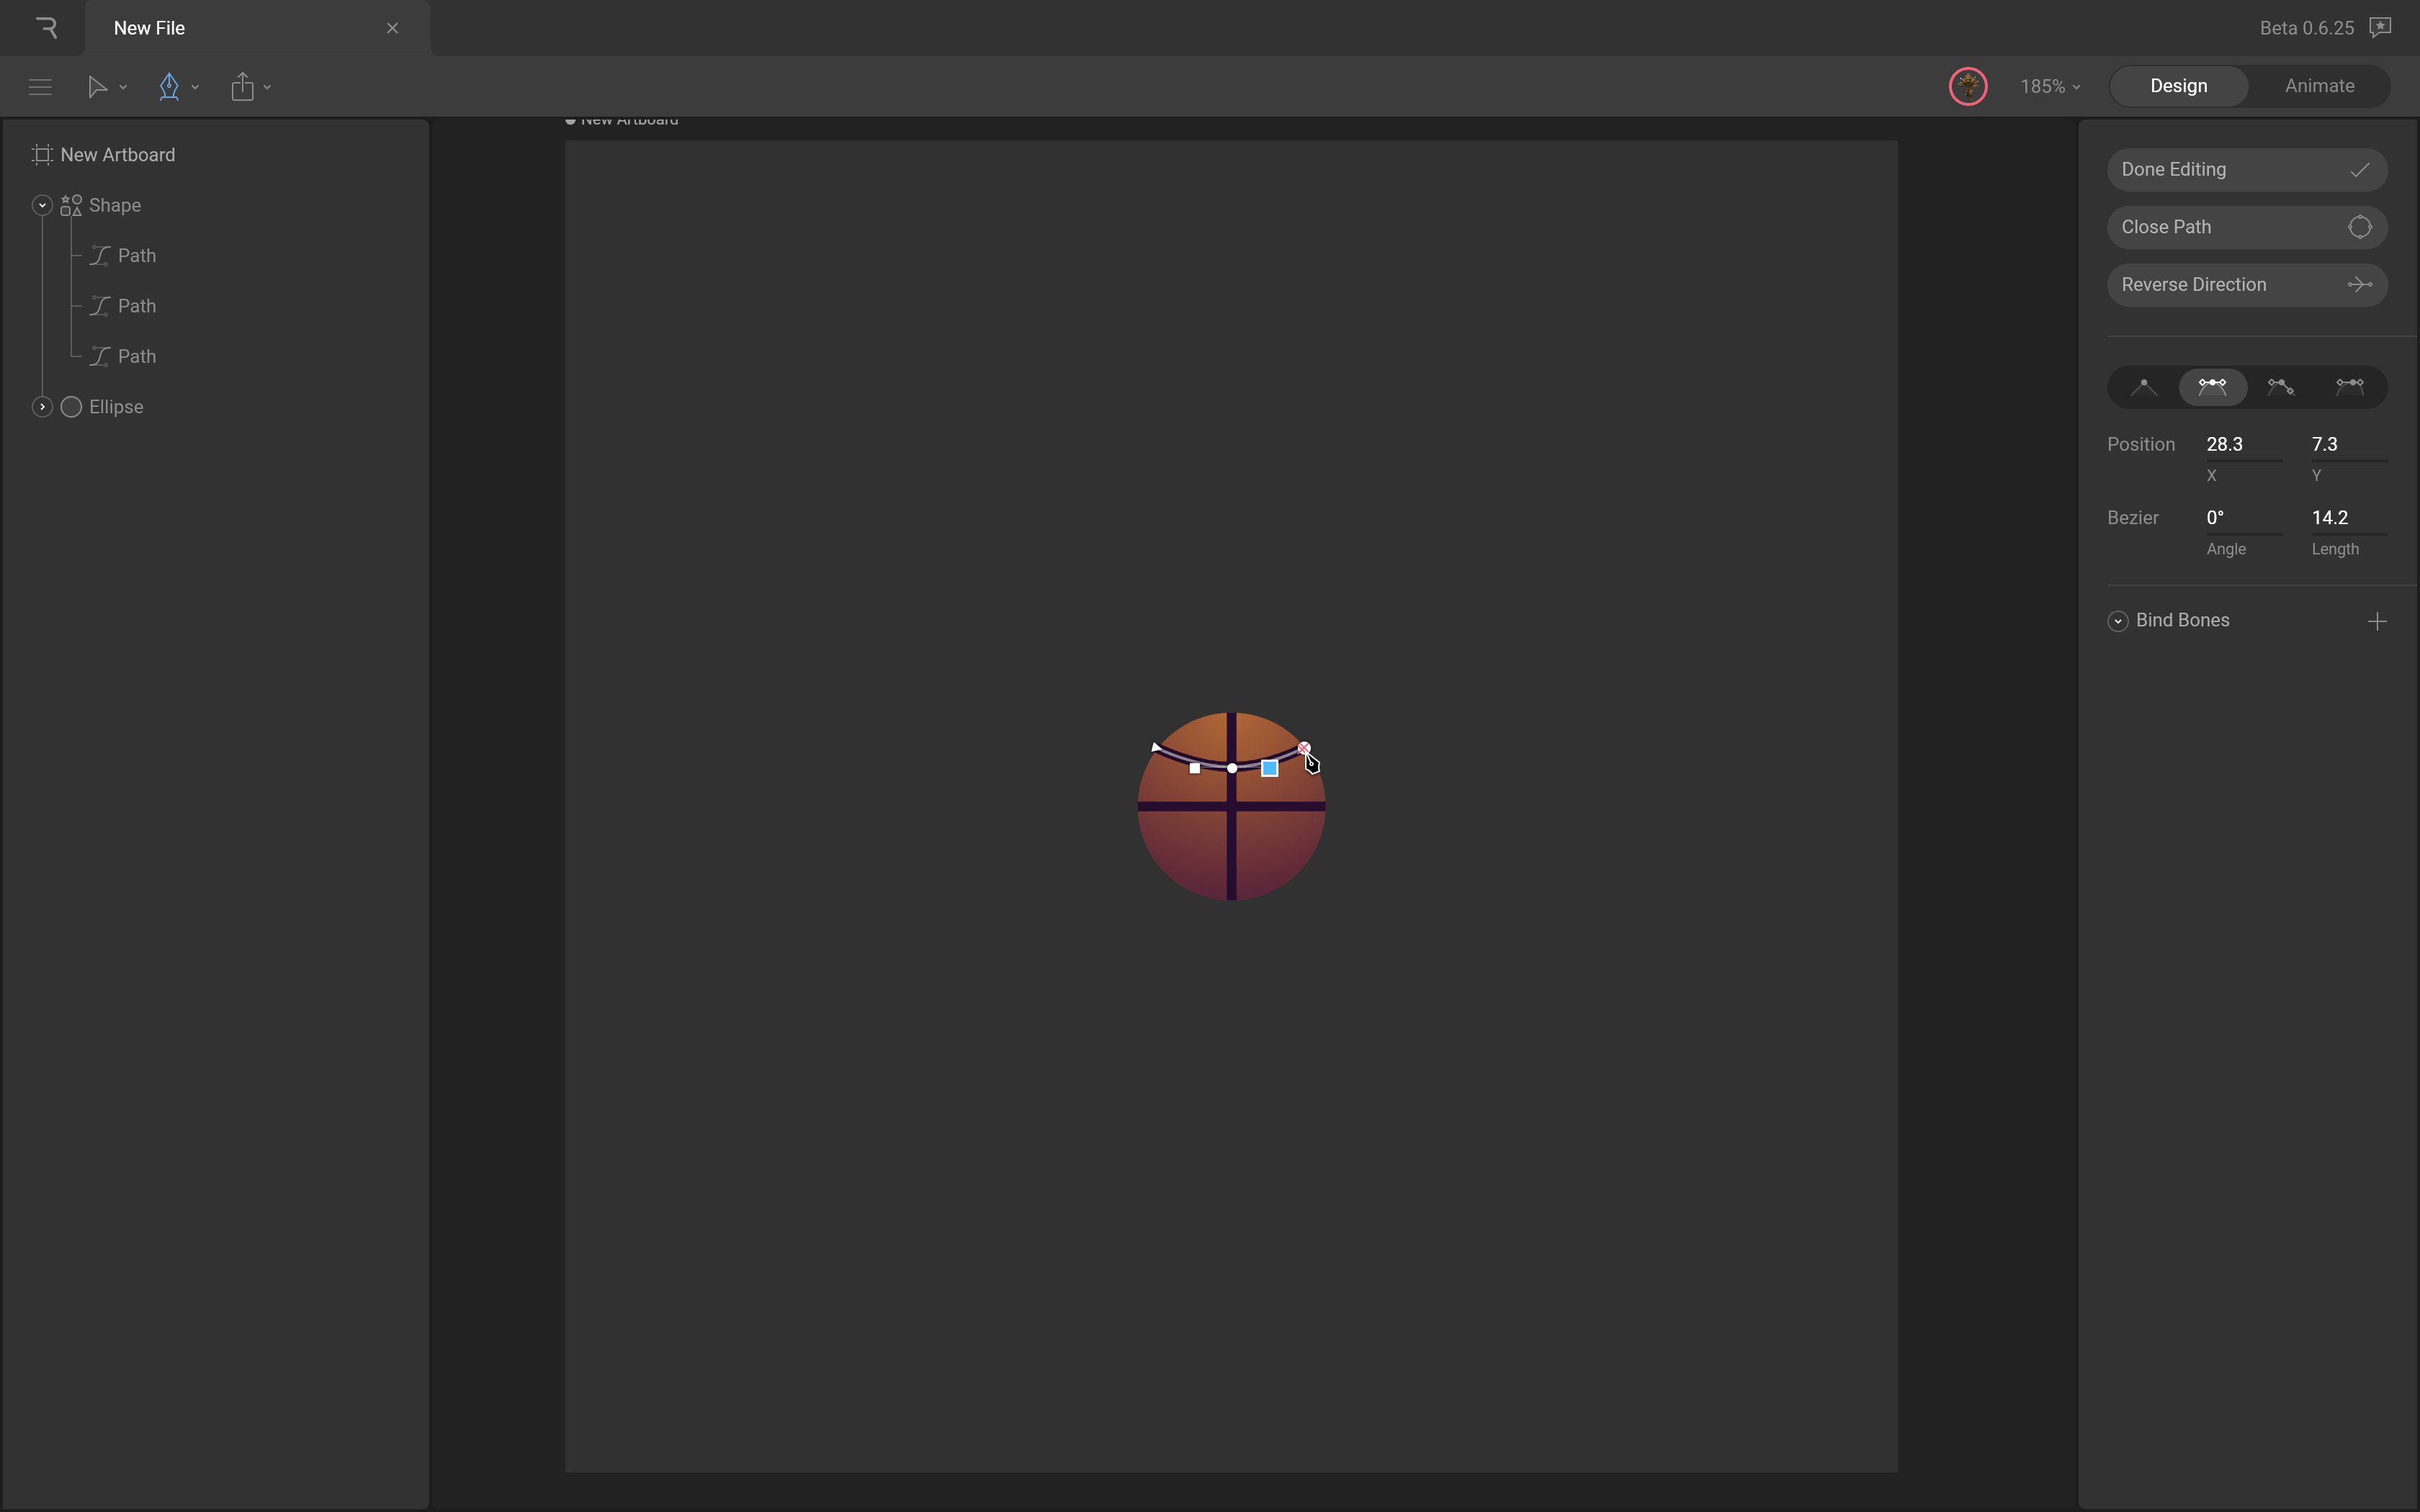 New File
Beta 0.6.25
185%
Design
Animate
New Artboard
New Artboard
Shape
Path
Path
Path
Ellipse
Done Editing
Close Path
Reverse Direction
Position
28.3
7.3
X
Y
Bezier
0°
14.2
Angle
Length
Bind Bones